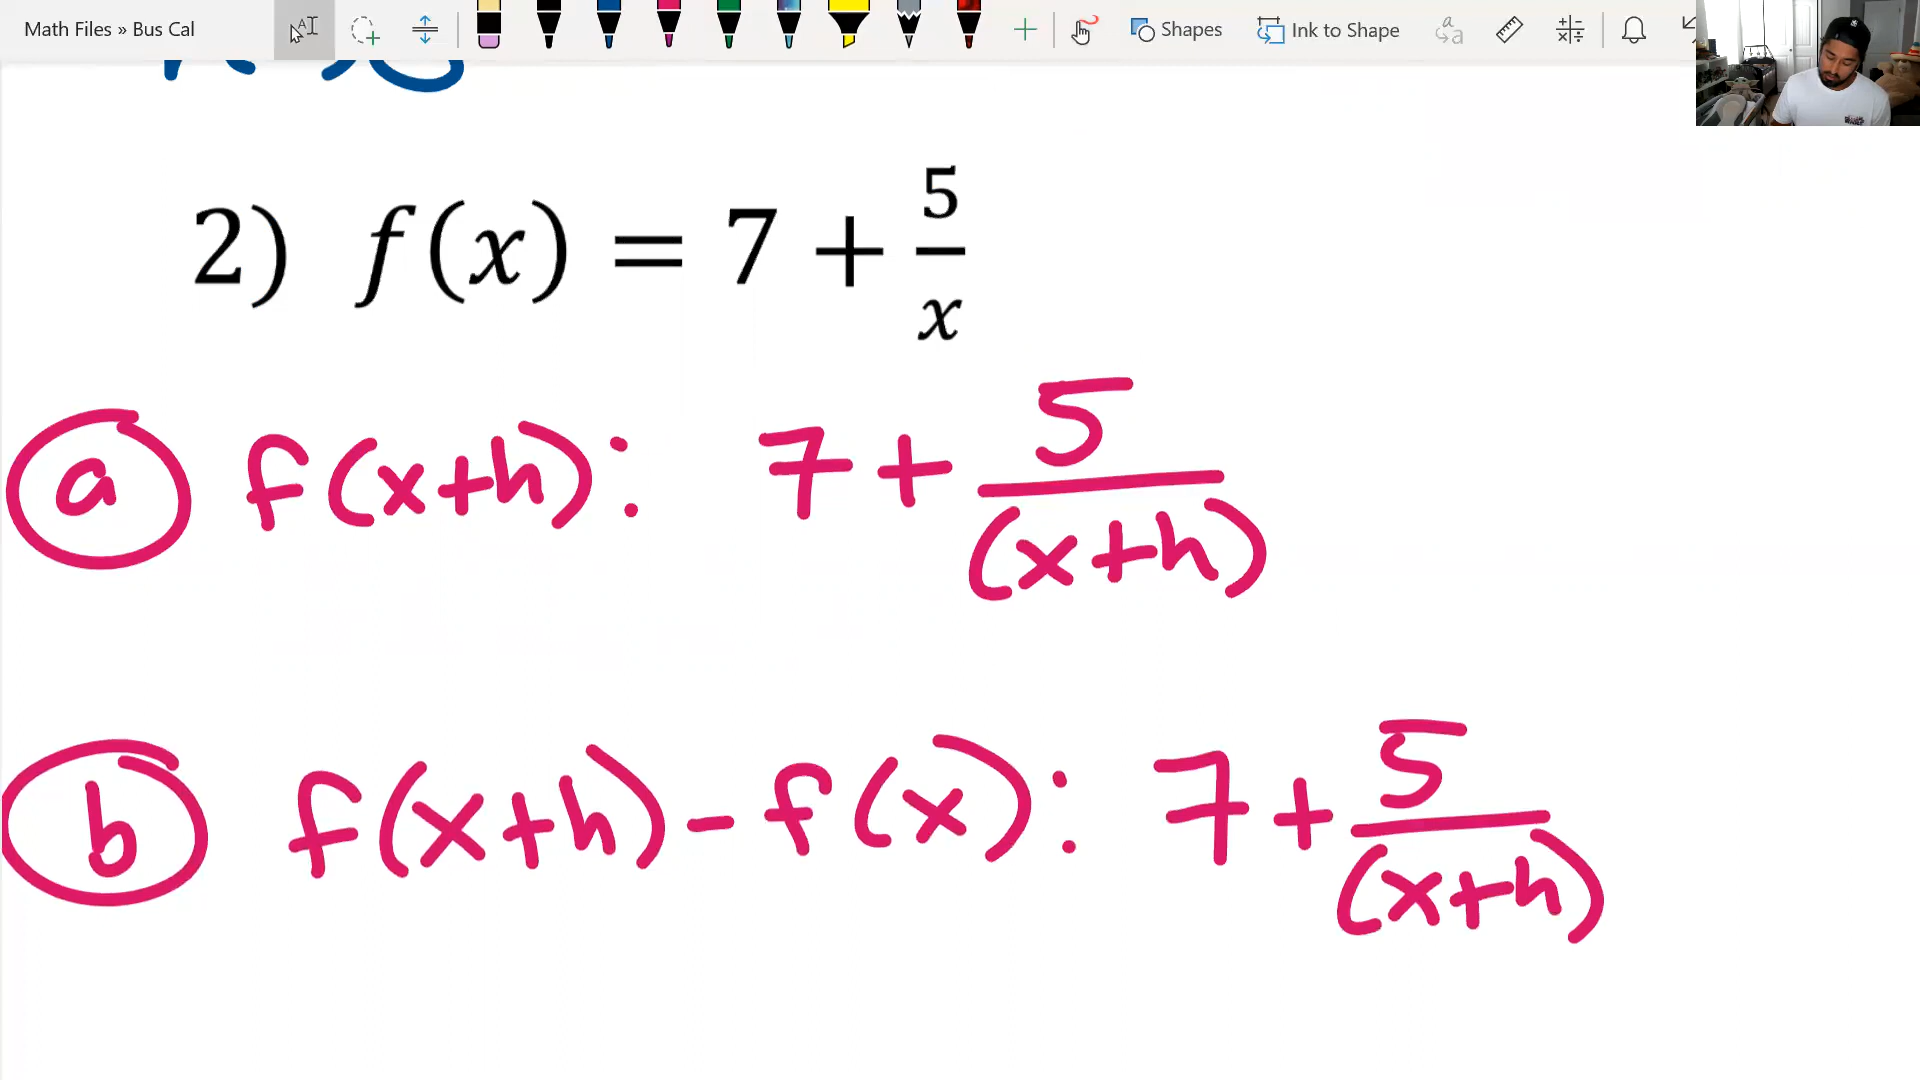 Math Files » Bus Cal
Shapes
Ink to Shape
2) f(x) = 7 + 5/x
a f(x+h): 7 + 5/(x+h)
b f(x+h) - f(x): 7 + 5/(x+h)